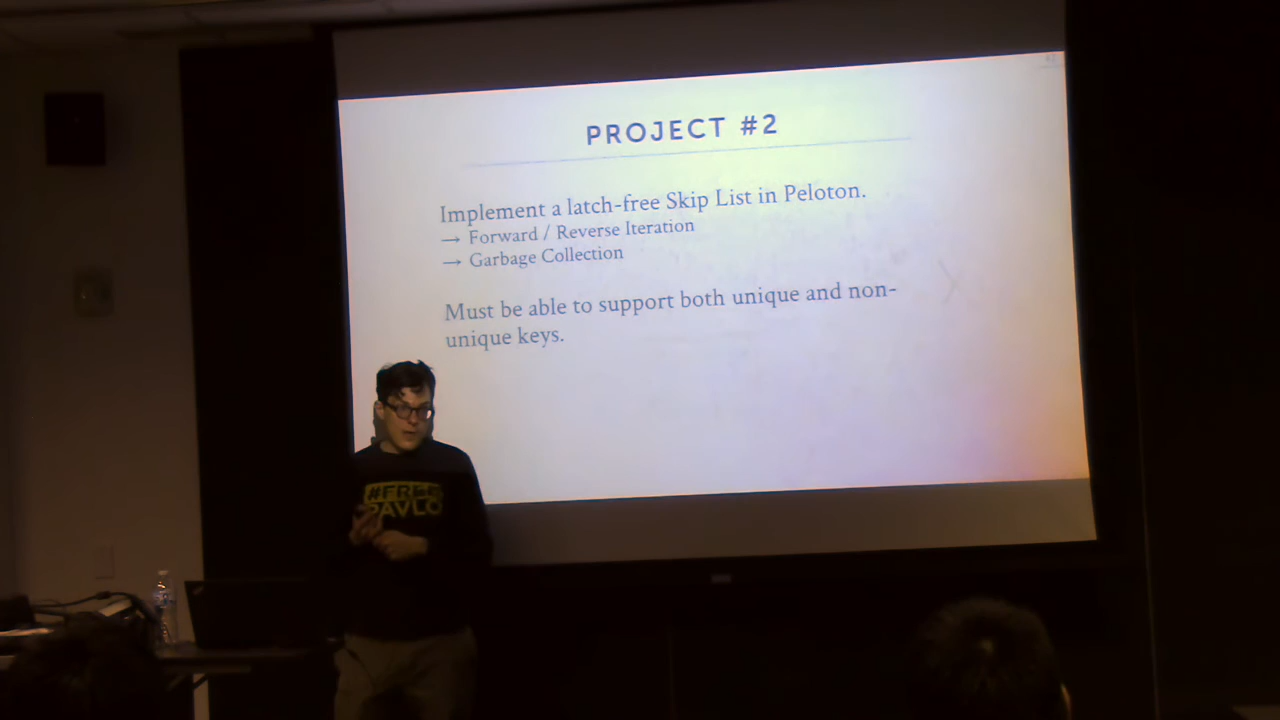 PROJECT #2
Implement a latch-free Skip List in Peloton.
→ Forward / Reverse Iteration
→ Garbage Collection
Must be able to support both unique and non-
unique keys.
#FREE
PAVLO